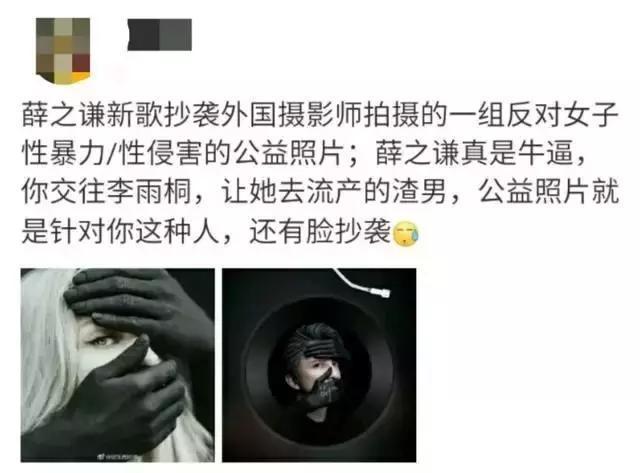 薛之谦新歌抄袭外国摄影师拍摄的一组反对女子
性暴力/性侵害的公益照片；薛之谦真是牛逼，
你交往李雨桐，让她去流产的渣男，公益照片就
是针对你这种人，还有脸抄袭